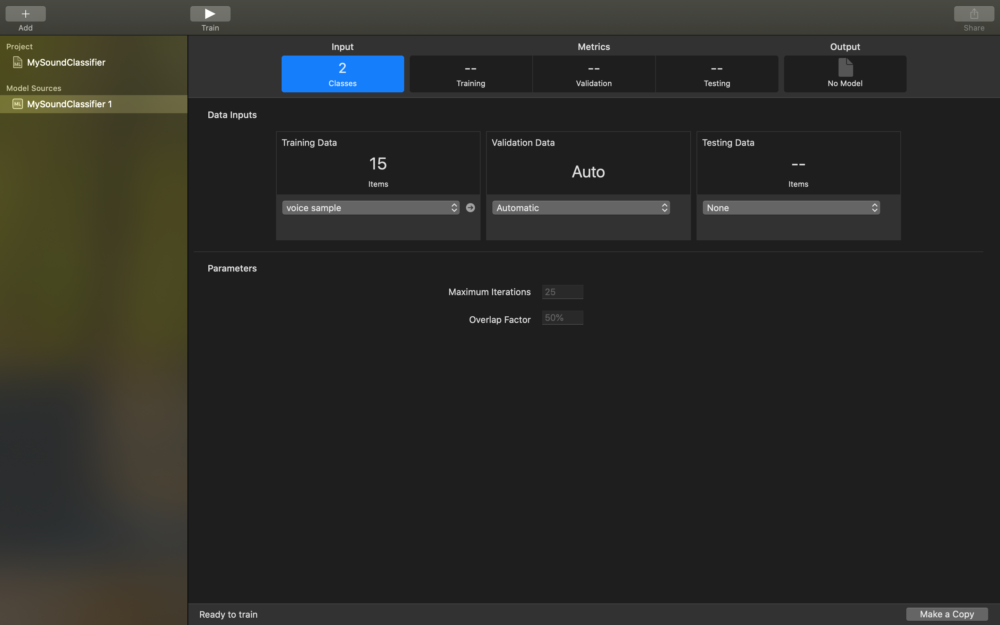 Add
Train
Share
Project
ML MySoundClassifier
Model Sources
ML MySoundClassifier 1
Input
Metrics
Output
2
Classes
--
Training
--
Validation
--
Testing
No Model
Data Inputs
Training Data
15
Items
voice sample
Validation Data
Auto
Automatic
Testing Data
--
Items
None
Parameters
Maximum Iterations 25
Overlap Factor 50%
Ready to train
Make a Copy